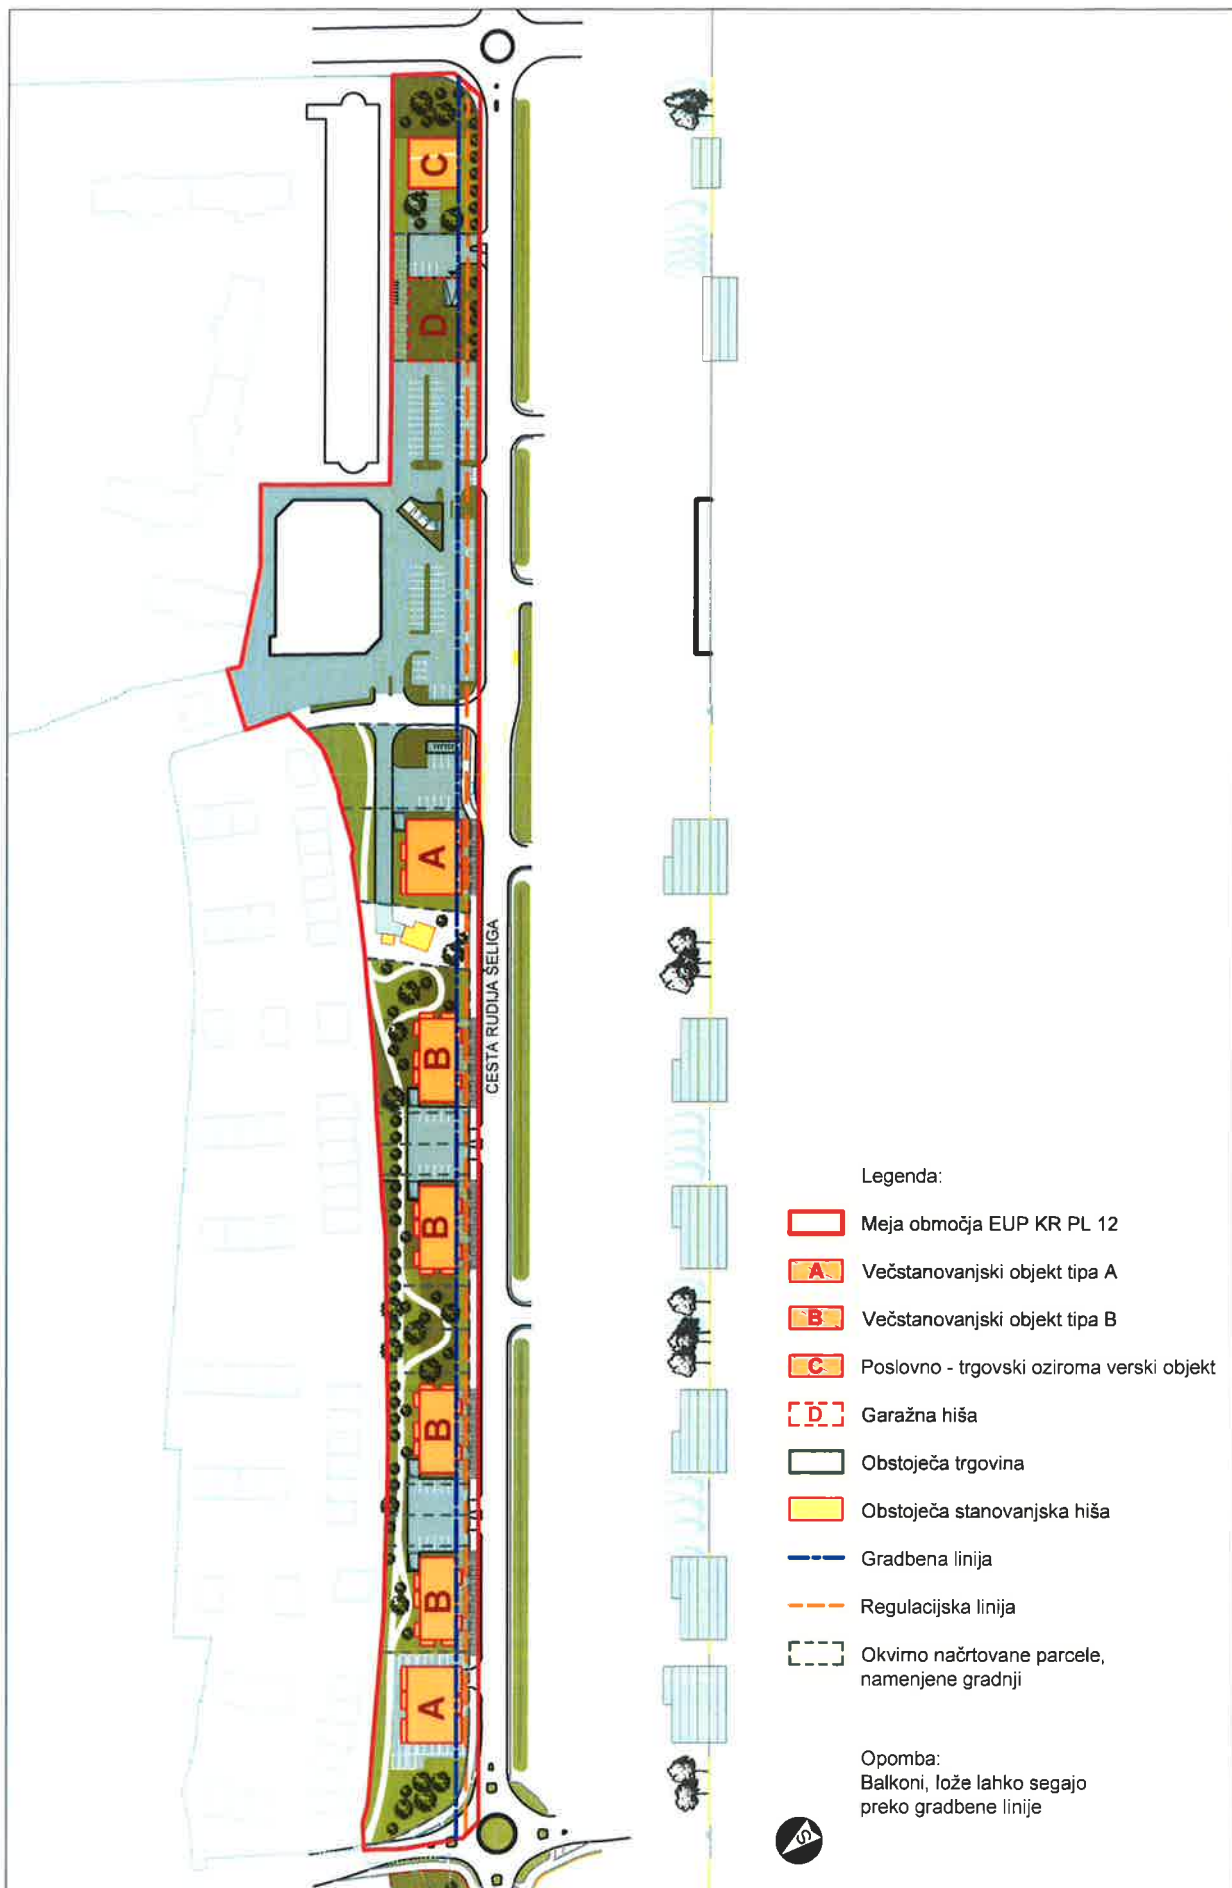 C
D
A
CESTA RUDIJA ŠELIGA
B
B
B
B
A
Legenda:
Meja območja EUP KR PL 12
A Večstanovanjski objekt tipa A
B Večstanovanjski objekt tipa B
C Poslovno - trgovski oziroma verski objekt
D Garažna hiša
Obstoječa trgovina
Obstoječa stanovanjska hiša
Gradbena linija
Regulacijska linija
Okvirno načrtovane parcele,
namenjene gradnji
Opomba:
Balkoni, lože lahko segajo
preko gradbene linije
S